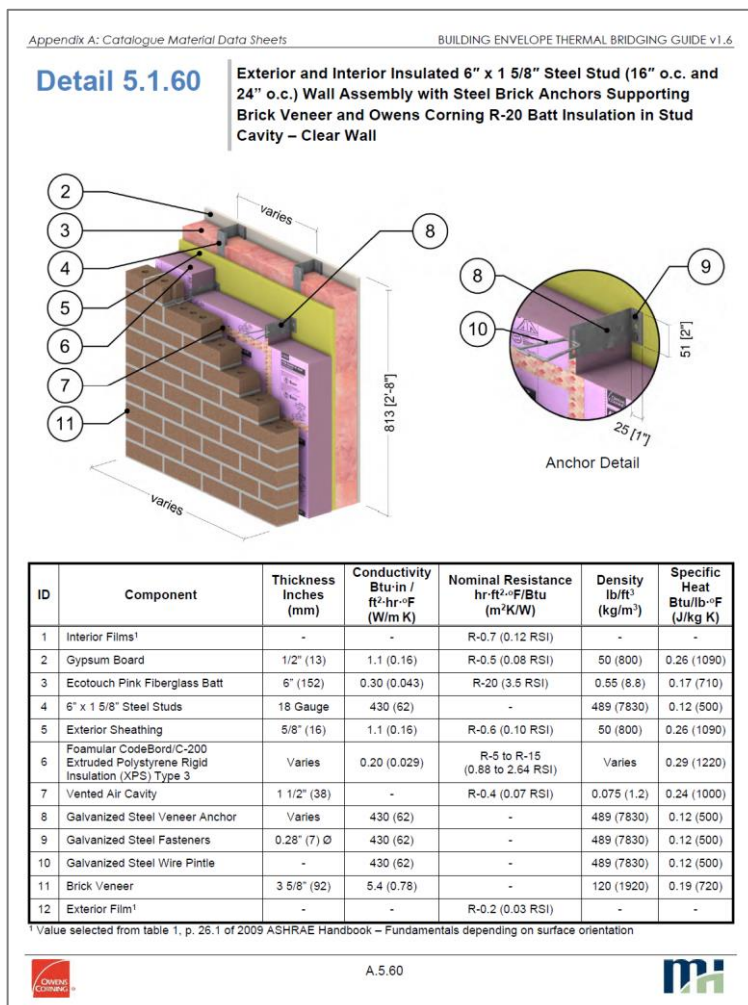 Appendix A: Catalogue Material Data Sheets BUILDING ENVELOPE THERMAL BRIDGING GUIDE v1.6
Detail 5.1.60
Exterior and Interior Insulated 6" x 1 5/8" Steel Stud (16" o.c. and
24" o.c.) Wall Assembly with Steel Brick Anchors Supporting
Brick Veneer and Owens Corning R-20 Batt Insulation in Stud
Cavity – Clear Wall
2
3
4
5
6
7
11
varies
8
813 [2'-8"]
varies
8
9
10
51 [2"]
25 [1"]
Anchor Detail
ID Component Thickness Inches (mm) Conductivity Btu·in / ft²·hr·ºF (W/m K) Nominal Resistance hr·ft²·ºF/Btu (m²K/W) Density lb/ft³ (kg/m³) Specific Heat Btu/lb·ºF (J/kg K)
1 Interior Films¹ - - R-0.7 (0.12 RSI) - -
2 Gypsum Board 1/2" (13) 1.1 (0.16) R-0.5 (0.08 RSI) 50 (800) 0.26 (1090)
3 Ecotouch Pink Fiberglass Batt 6" (152) 0.30 (0.043) R-20 (3.5 RSI) 0.55 (8.8) 0.17 (710)
4 6" x 1 5/8" Steel Studs 18 Gauge 430 (62) - 489 (7830) 0.12 (500)
5 Exterior Sheathing 5/8" (16) 1.1 (0.16) R-0.6 (0.10 RSI) 50 (800) 0.26 (1090)
6 Foamular CodeBord/C-200 Extruded Polystyrene Rigid Insulation (XPS) Type 3 Varies 0.20 (0.029) R-5 to R-15 (0.88 to 2.64 RSI) Varies 0.29 (1220)
7 Vented Air Cavity 1 1/2" (38) - R-0.4 (0.07 RSI) 0.075 (1.2) 0.24 (1000)
8 Galvanized Steel Veneer Anchor Varies 430 (62) - 489 (7830) 0.12 (500)
9 Galvanized Steel Fasteners 0.28" (7) Ø 430 (62) - 489 (7830) 0.12 (500)
10 Galvanized Steel Wire Pintle - 430 (62) - 489 (7830) 0.12 (500)
11 Brick Veneer 3 5/8" (92) 5.4 (0.78) - 120 (1920) 0.19 (720)
12 Exterior Film¹ - - R-0.2 (0.03 RSI) - -
¹ Value selected from table 1, p. 26.1 of 2009 ASHRAE Handbook – Fundamentals depending on surface orientation
OWENS
CORNING
A.5.60